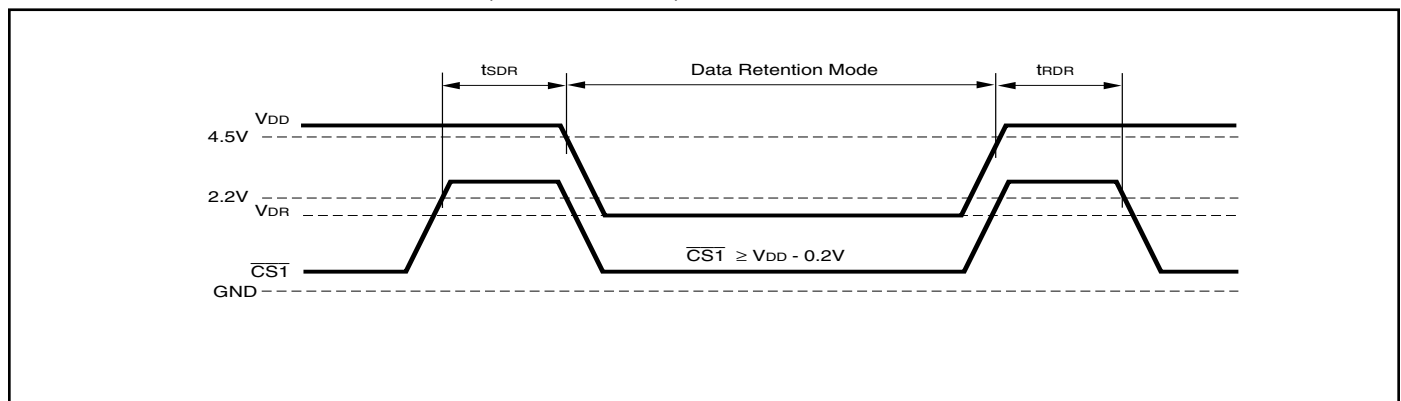 tSDR Data Retention Mode tRDR
VDD
4.5V
2.2V
VDR
CS1 ≥ VDD - 0.2V
CS1
GND